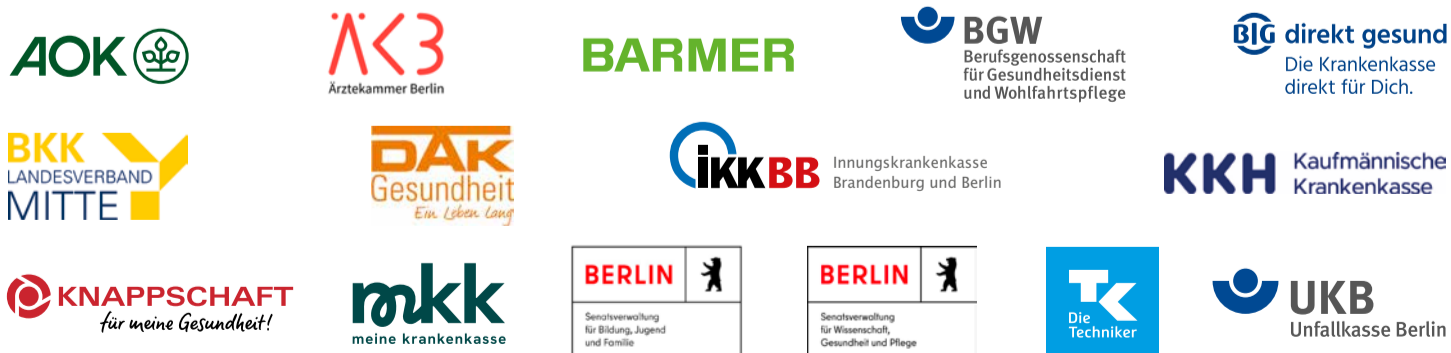 AOK
ÄKB
Ärztekammer Berlin
BARMER
BGW
Berufsgenossenschaft
für Gesundheitsdienst
und Wohlfahrtspflege
BIG direkt gesund
Die Krankenkasse
direkt für Dich.
BKK
LANDESVERBAND
MITTE
DAK
Gesundheit
Ein Leben lang
iKKBB
Innungskrankenkasse
Brandenburg und Berlin
KKH
Kaufmännische
Krankenkasse
KNAPPSCHAFT
für meine Gesundheit!
mkk
meine krankenkasse
BERLIN
Senatsverwaltung
für Bildung, Jugend
und Familie
BERLIN
Senatsverwaltung
für Wissenschaft,
Gesundheit und Pflege
TK
Die
Techniker
UKB
Unfallkasse Berlin